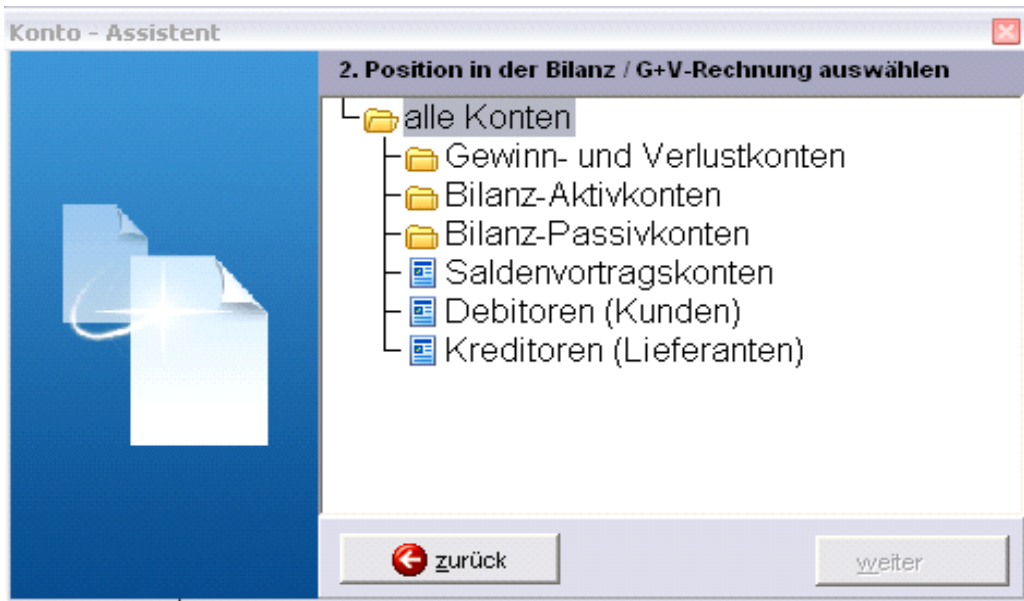 Konto - Assistent
2. Position in der Bilanz / G+V-Rechnung auswählen
alle Konten
Gewinn- und Verlustkonten
Bilanz-Aktivkonten
Bilanz-Passivkonten
Saldenvortragskonten
Debitoren (Kunden)
Kreditoren (Lieferanten)
zurück
weiter